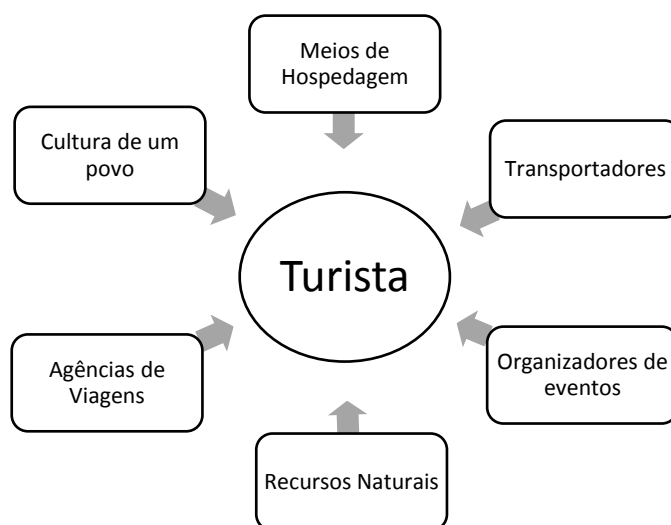 Meios de
Hospedagem
Cultura de um
povo
Transportadores
Turista
Agências de
Viagens
Organizadores de
eventos
Recursos Naturais